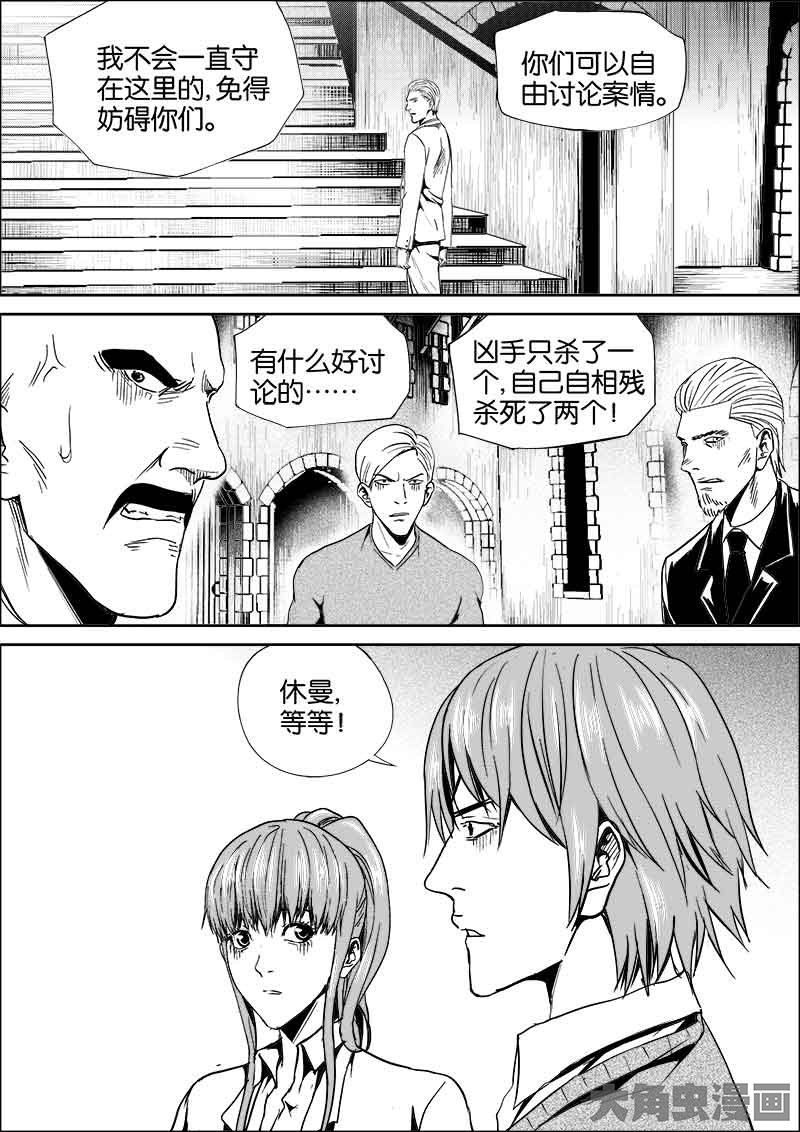 我不会一直守
在这里的,免得
妨碍你们。
你们可以自
由讨论案情。
有什么好讨
论的……
凶手只杀了一
个,自己自相残
杀死了两个!
休曼,
等等!
大角虫漫画